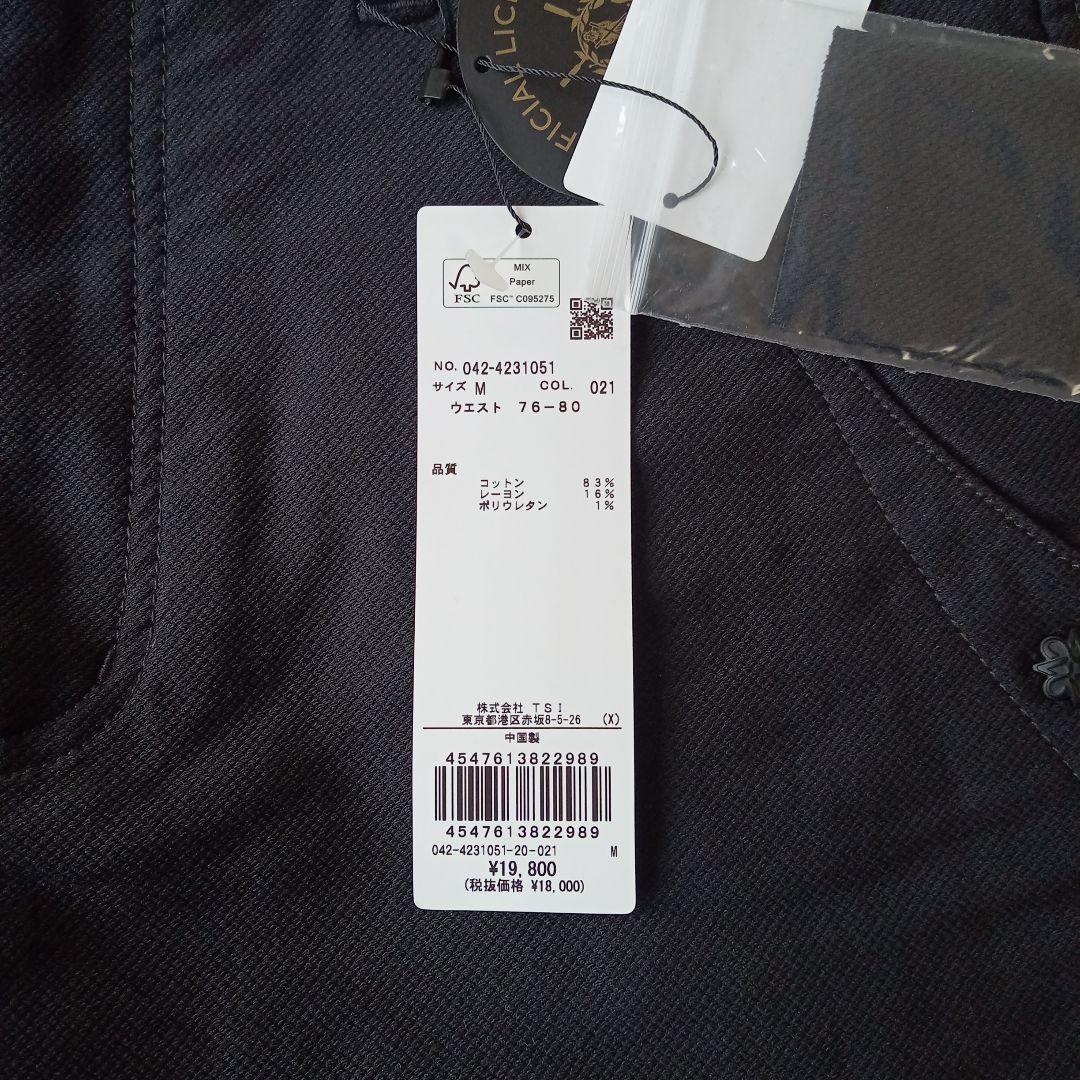 FICIAL LIC
MIX
Paper
FSC FSC™ C095275
NO. 042-4231051
サイズ M COL. 021
ウエスト 76-80
品質
コットン 83%
レーヨン 16%
ポリウレタン 1%
株式会社 TSI
東京都港区赤坂8-5-26 (X)
中国製
4547613822989
4547613822989
042-4231051-20-021 M
¥19,800
(税抜価格 ¥18,000)